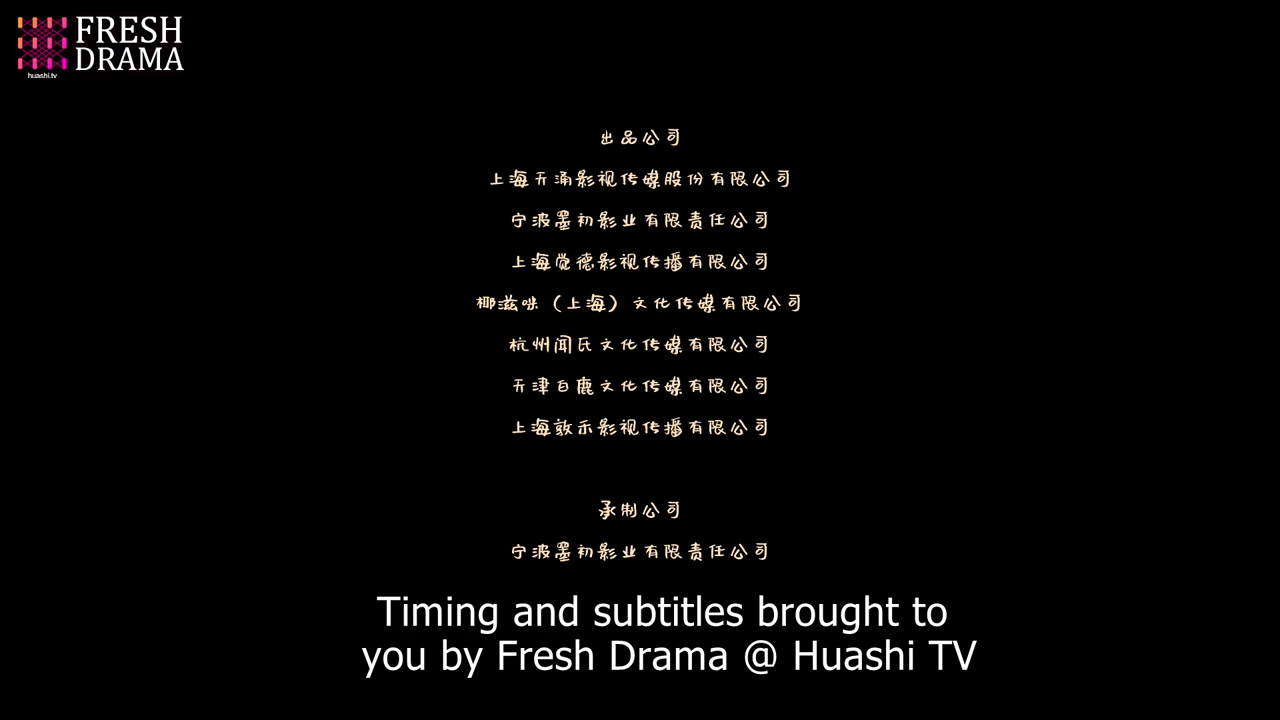 FRESH
DRAMA
huashi.tv
出品公司
上海开涌影视传媒股份有限公司
宁波墨初影业有限责任公司
上海觉德影视传播有限公司
椰滋味（上海）文化传媒有限公司
杭州闻氏文化传媒有限公司
天津白鹿文化传媒有限公司
上海敦示影视传播有限公司
承制公司
宁波墨初影业有限责任公司
Timing and subtitles brought to
you by Fresh Drama @ Huashi TV